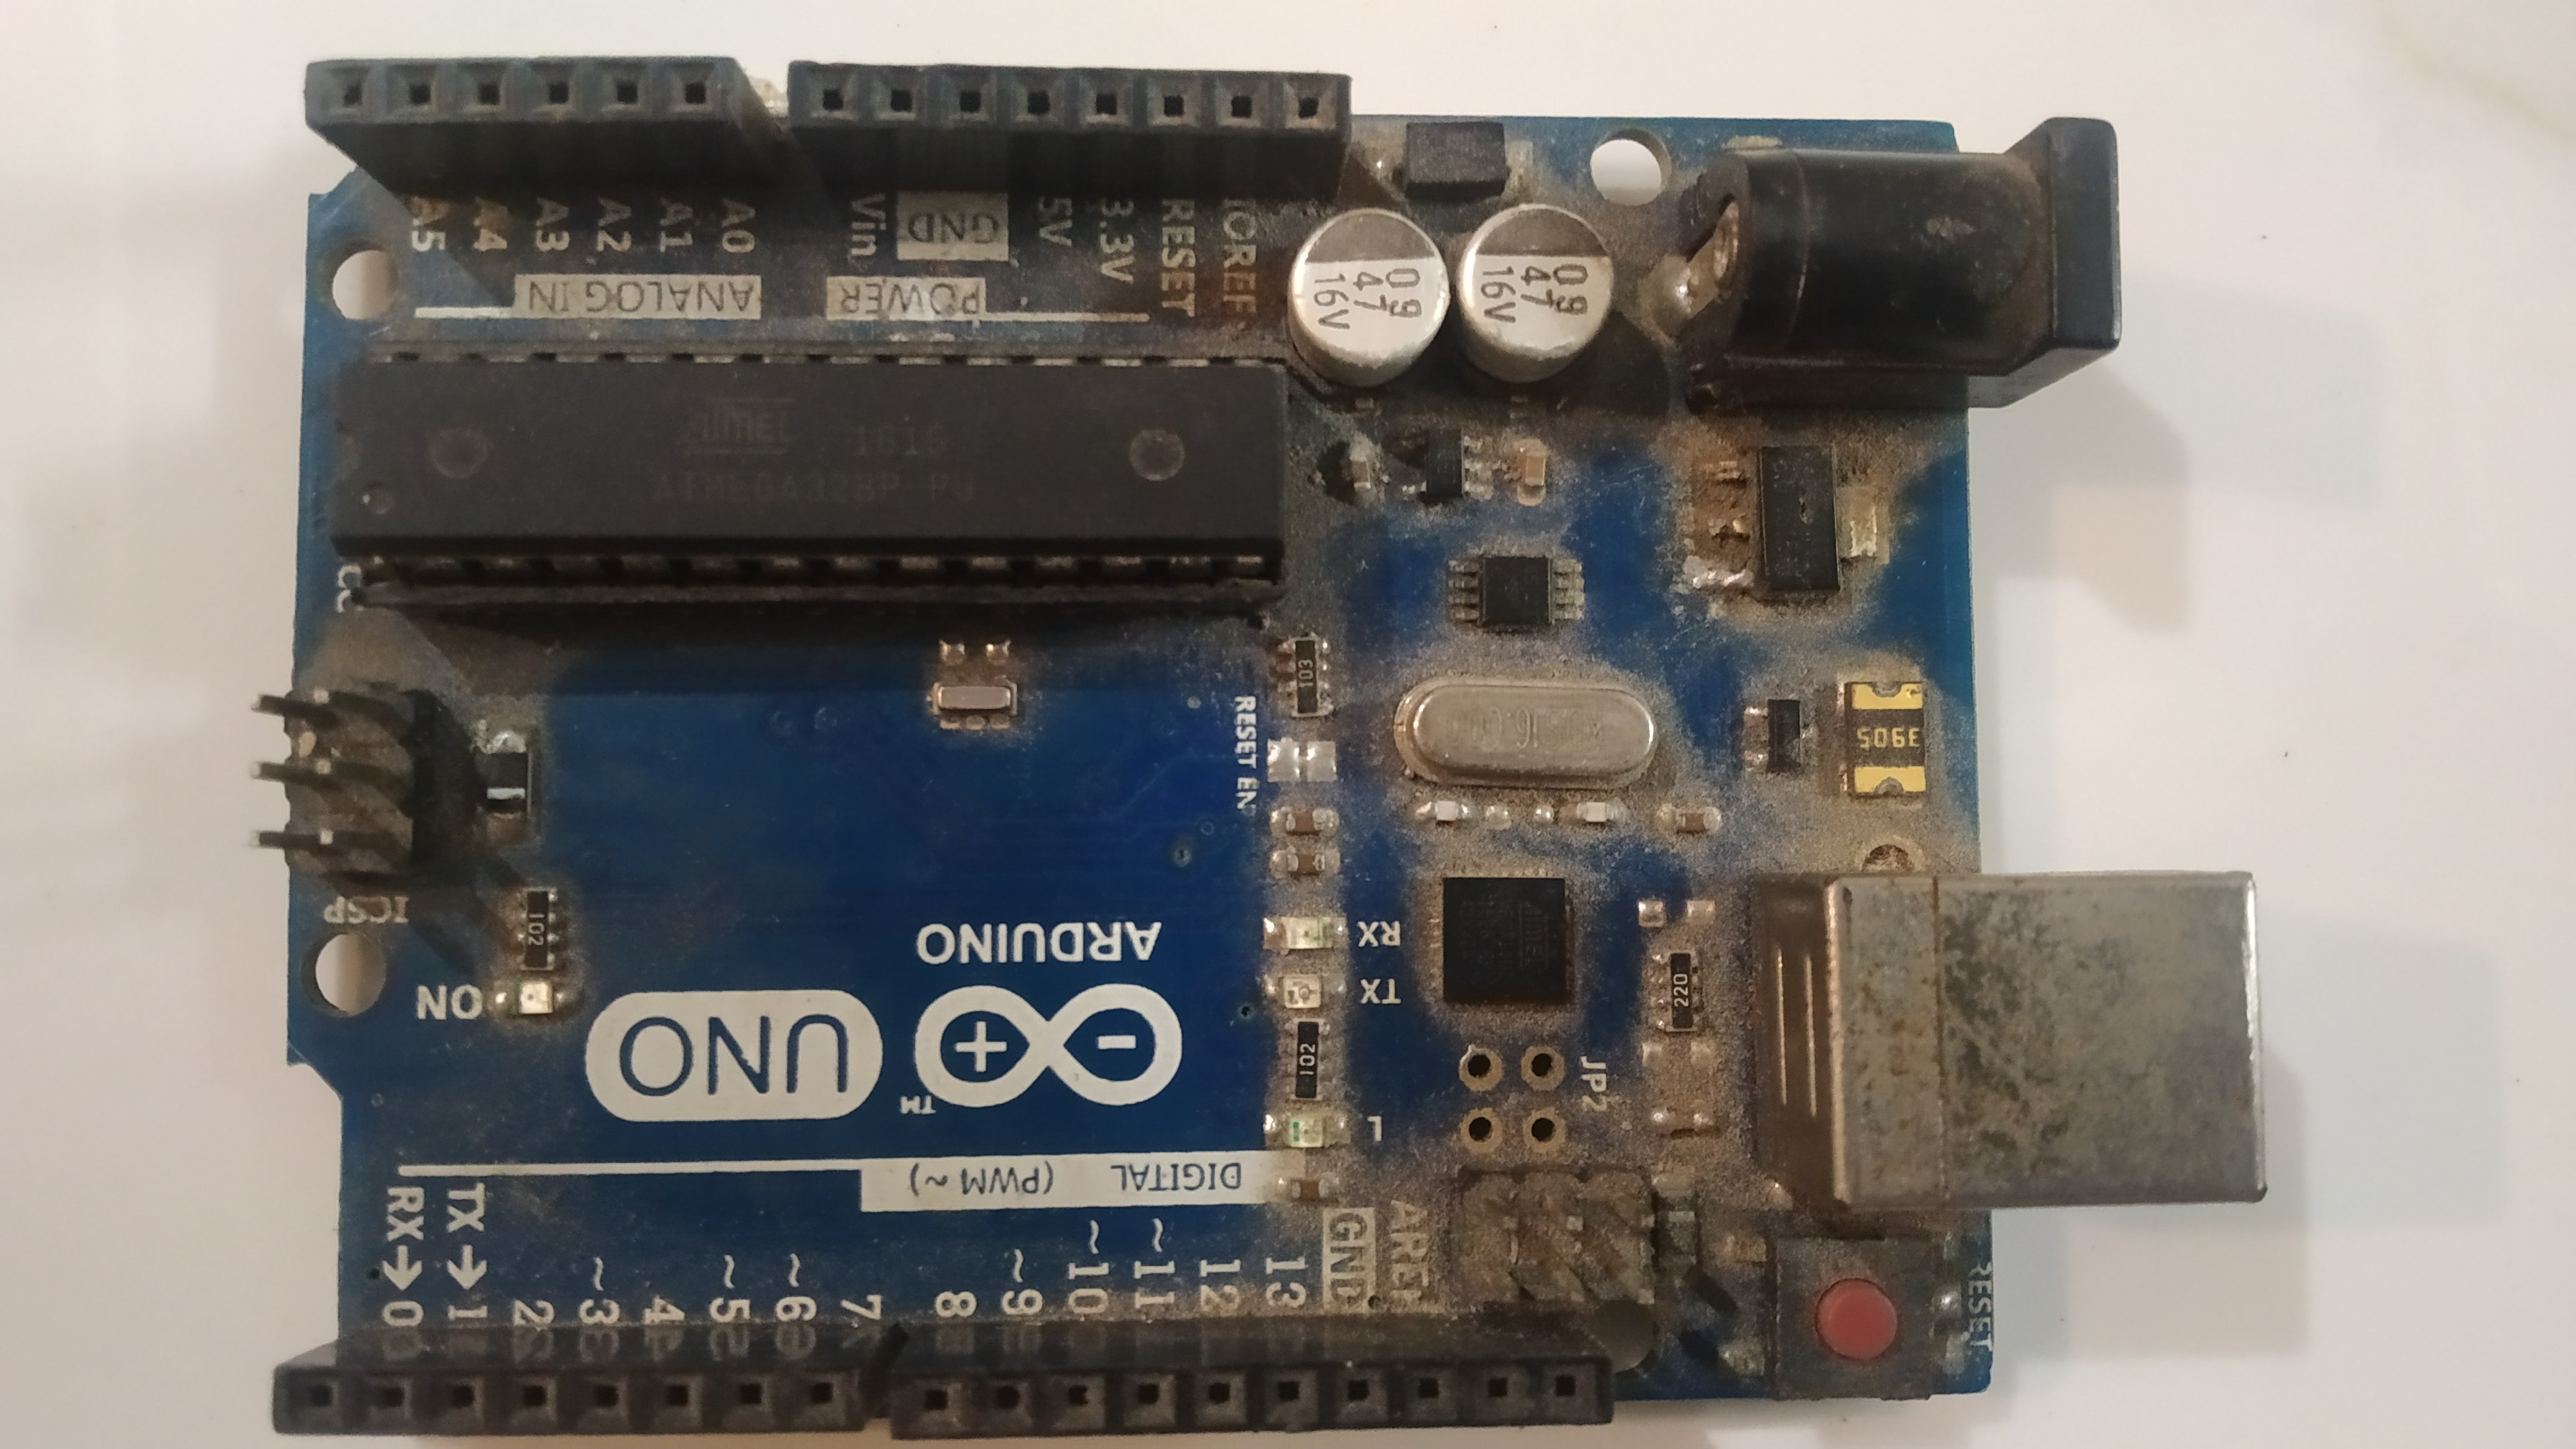 A5
A4
A3
A2
A1
A0
Vin
GND
5V
3.3V
RESET
IOREF
ANALOG IN
POWER
09
47
16V
09
47
16V
ATMEL 1616
ATMEGA328P-PU
103
RESET EN
3905
ICSP
102
ON
ARDUINO
UNO
TM
RX
TX
102
L
220
JP2
DIGITAL (PWM ~)
RX→0
TX→1
2
~3
4
~5
~6
7
8
~9
~10
~11
12
13
GND
AREF
RESET